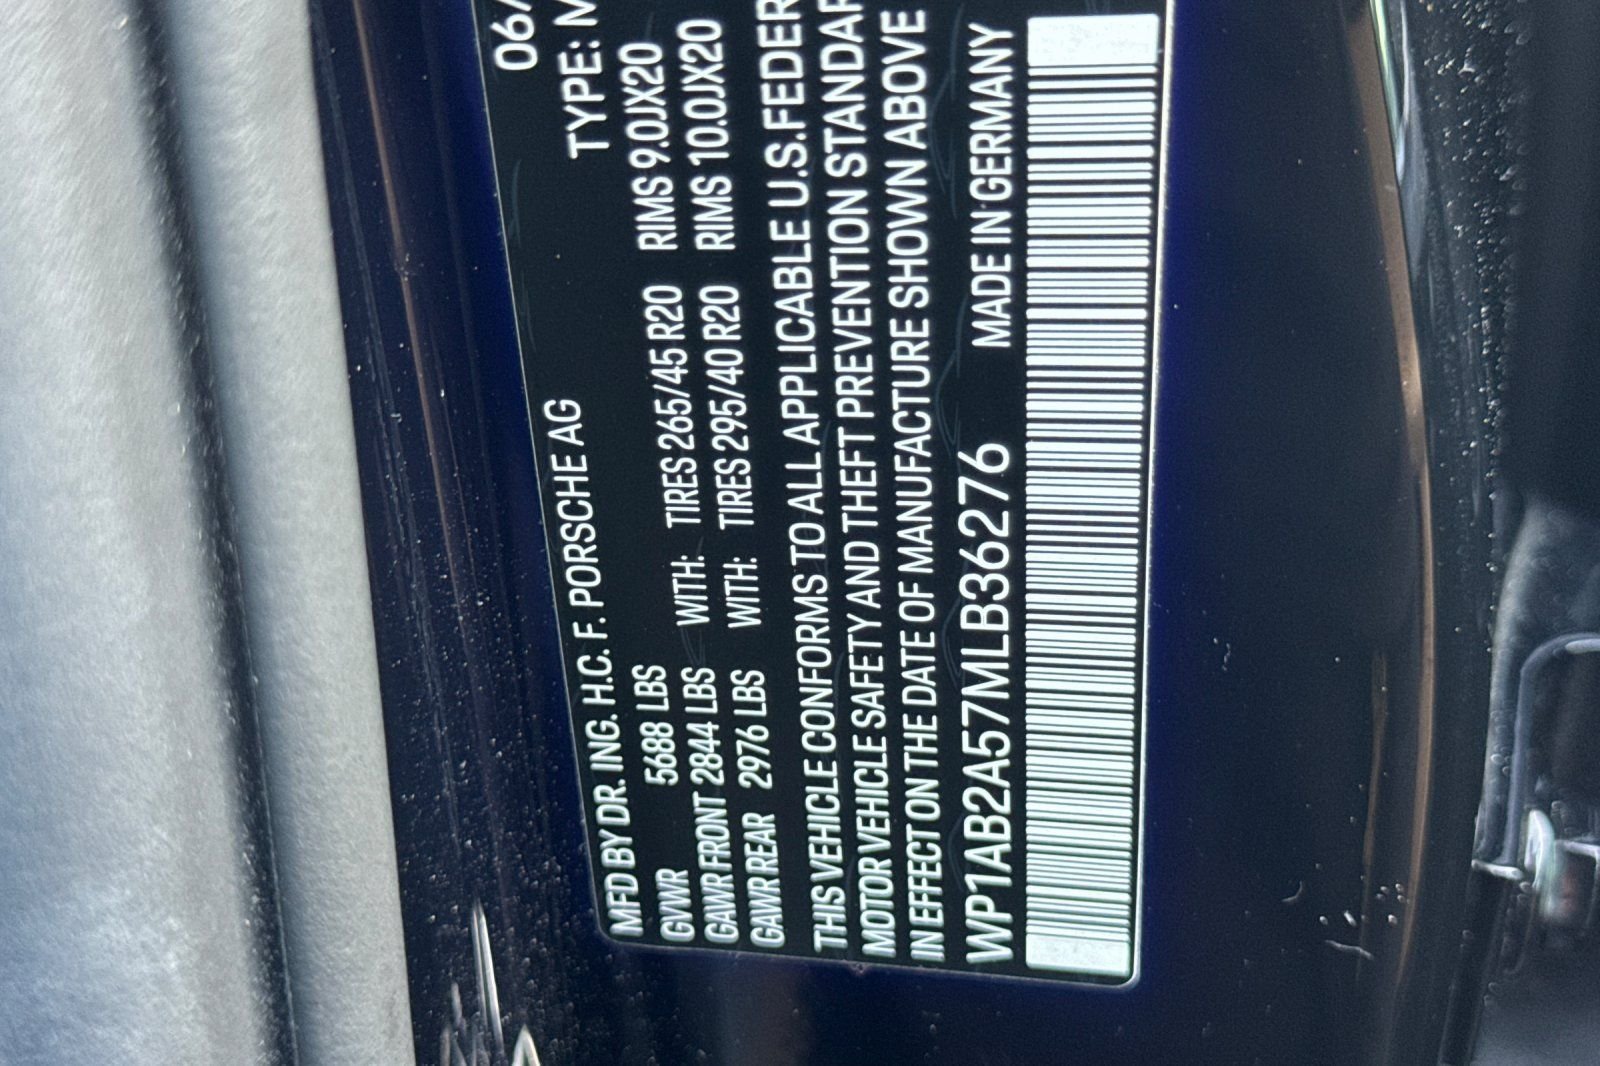 06/
MFD BY DR. ING. H.C. F. PORSCHE AG TYPE: M
GVWR 5688 LBS WITH: TIRES 265/45 R20 RIMS 9.0JX20
GAWR FRONT 2844 LBS WITH: TIRES 295/40 R20 RIMS 10.0JX20
GAWR REAR 2976 LBS
THIS VEHICLE CONFORMS TO ALL APPLICABLE U.S.FEDER
MOTOR VEHICLE SAFETY AND THEFT PREVENTION STANDAR
IN EFFECT ON THE DATE OF MANUFACTURE SHOWN ABOVE
WP1AB2A57MLB36276 MADE IN GERMANY